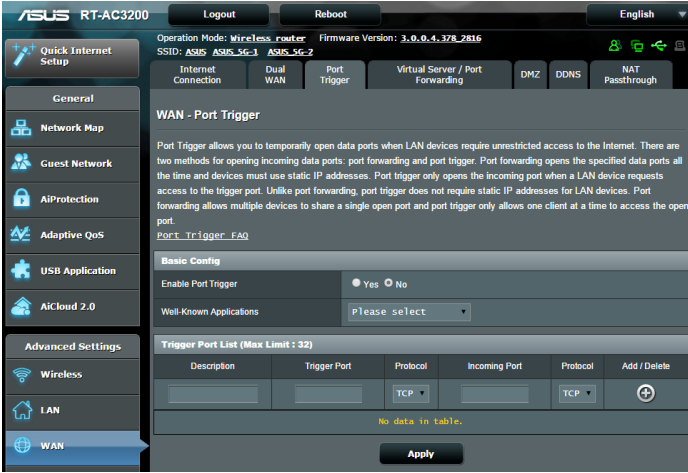 ASUS RT-AC3200
Logout
Reboot
English
Operation Mode: Wireless router Firmware Version: 3.0.0.4.378_2816
SSID: ASUS ASUS_5G-1 ASUS_5G-2
Quick Internet
Setup
General
Network Map
Guest Network
AiProtection
Adaptive QoS
USB Application
AiCloud 2.0
Advanced Settings
Wireless
LAN
WAN
Internet
Connection
Dual
WAN
Port
Trigger
Virtual Server / Port
Forwarding
DMZ
DDNS
NAT
Passthrough
WAN - Port Trigger
Port Trigger allows you to temporarily open data ports when LAN devices require unrestricted access to the Internet. There are
two methods for opening incoming data ports: port forwarding and port trigger. Port forwarding opens the specified data ports all
the time and devices must use static IP addresses. Port trigger only opens the incoming port when a LAN device requests
access to the trigger port. Unlike port forwarding, port trigger does not require static IP addresses for LAN devices. Port
forwarding allows multiple devices to share a single open port and port trigger only allows one client at a time to access the open
port.
Port Trigger FAQ
Basic Config
Enable Port Trigger
Yes No
Well-Known Applications
Please select
Trigger Port List (Max Limit : 32)
Description Trigger Port Protocol Incoming Port Protocol Add / Delete
TCP TCP
No data in table.
Apply